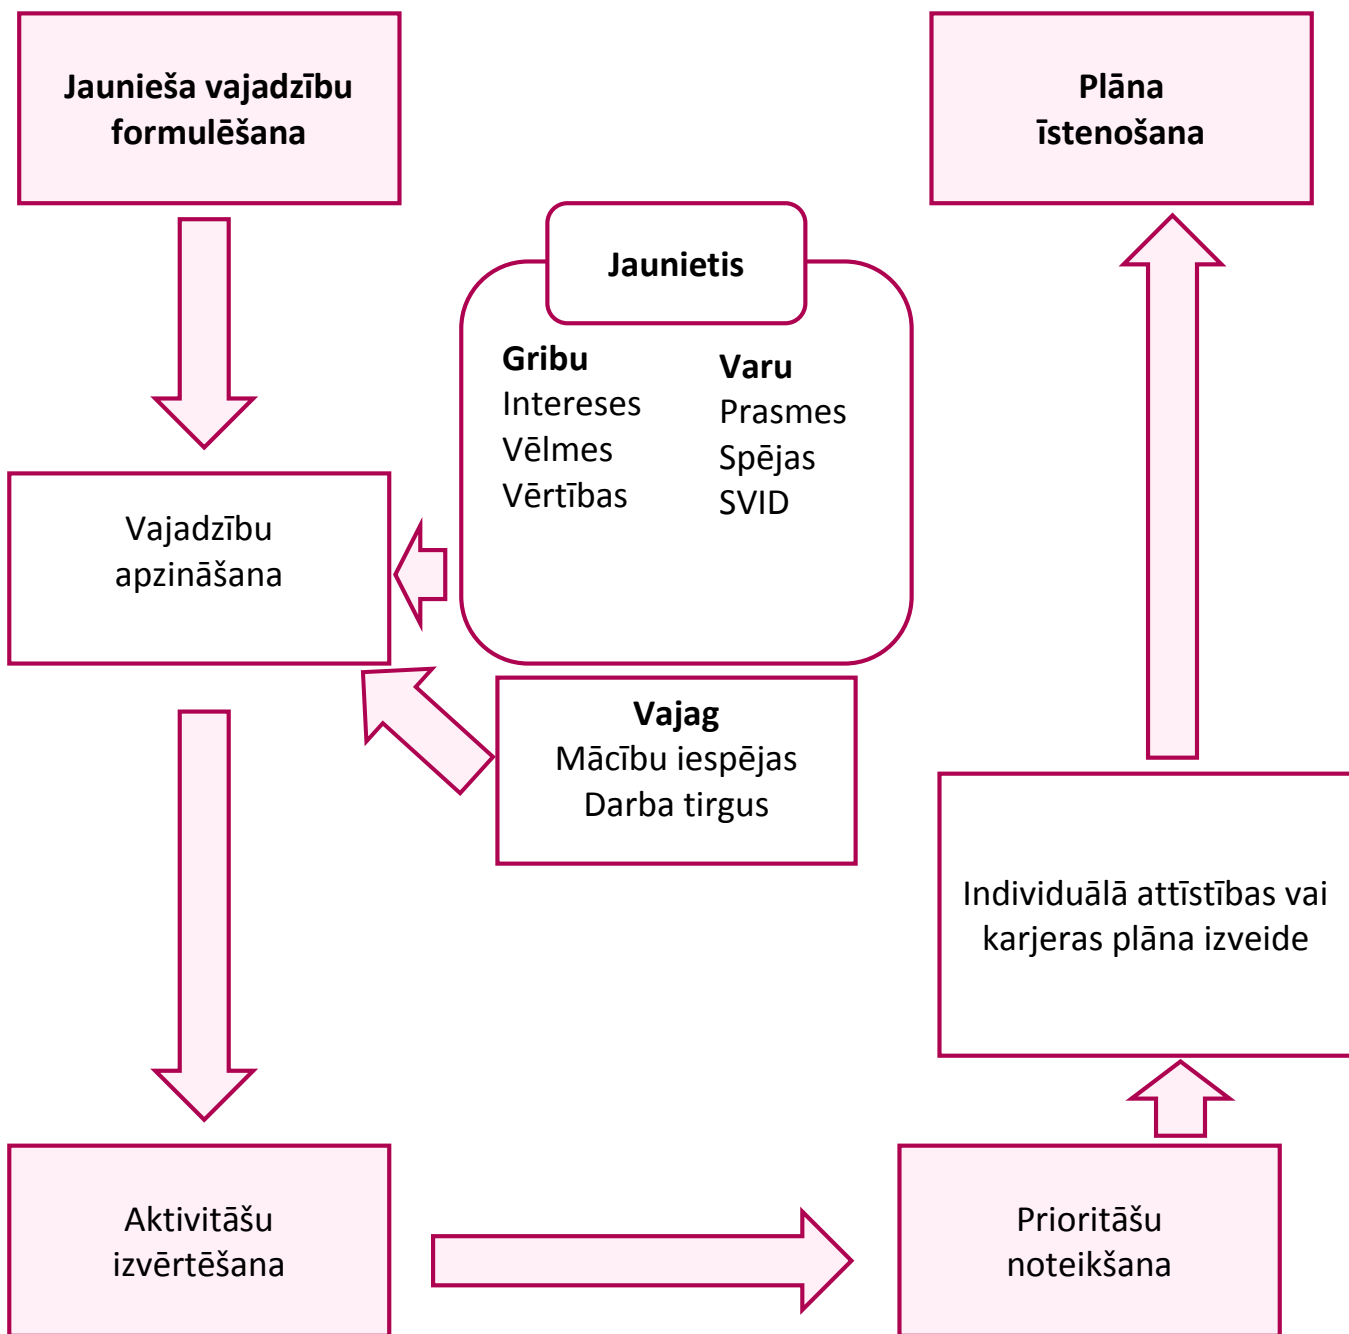 Jaunieša vajadzību
formulēšana
Plāna
īstenošana
Jaunietis
Gribu
Intereses
Vēlmes
Vērtības
Varu
Prasmes
Spējas
SVID
Vajadzību
apzināšana
Vajag
Mācību iespējas
Darba tirgus
Individuālā attīstības vai
karjeras plāna izveide
Aktivitāšu
izvērtēšana
Prioritāšu
noteikšana